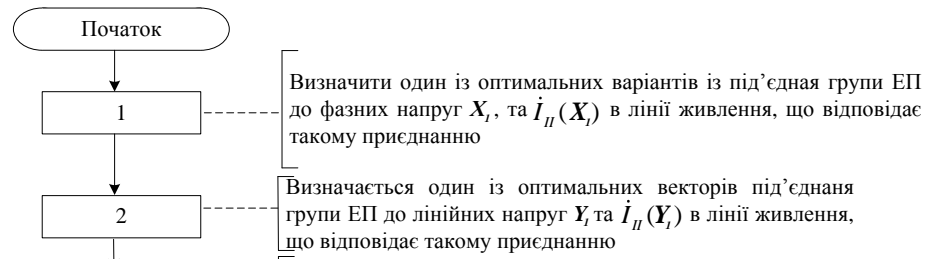 Початок
1
Визначити один із оптимальних варіантів із під’єдная групи ЕП
до фазних напруг X_I, та İ_II(X_I) в лінії живлення, що відповідає
такому приєднанню
2
Визначається один із оптимальних векторів під’єднаня
групи ЕП до лінійних напруг Y_I та İ_II(Y_I) в лінії живлення,
що відповідає такому приєднанню